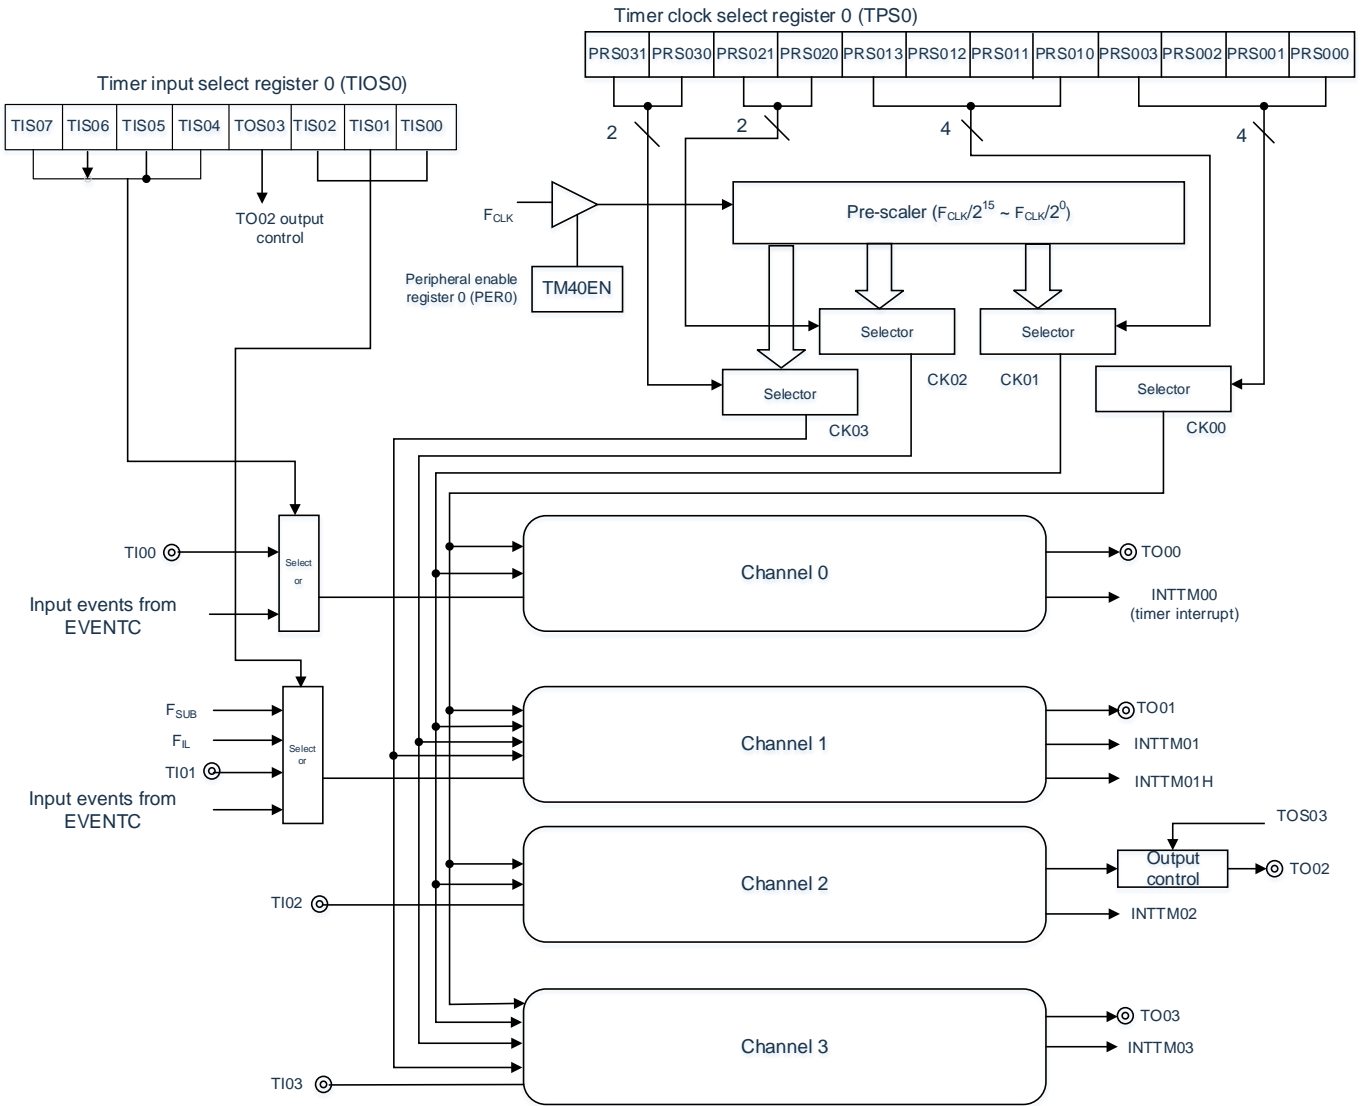 Timer clock select register 0 (TPS0)
PRS031 PRS030 PRS021 PRS020 PRS013 PRS012 PRS011 PRS010 PRS003 PRS002 PRS001 PRS000
Timer input select register 0 (TIOS0)
TIS07 TIS06 TIS05 TIS04 TOS03 TIS02 TIS01 TIS00
2
2
4
4
TO02 output
control
FCLK
Pre-scaler (FCLK/2^15 ~ FCLK/2^0)
Peripheral enable
register 0 (PER0)
TM40EN
Selector
Selector
Selector
Selector
CK02
CK01
CK03
CK00
TI00
Select
or
Input events from
EVENTC
Channel 0
TO00
INTTM00
(timer interrupt)
FSUB
FIL
TI01
Input events from
EVENTC
Select
or
Channel 1
TO01
INTTM01
INTTM01H
TOS03
Channel 2
Output
control
TO02
TI02
INTTM02
Channel 3
TO03
INTTM03
TI03